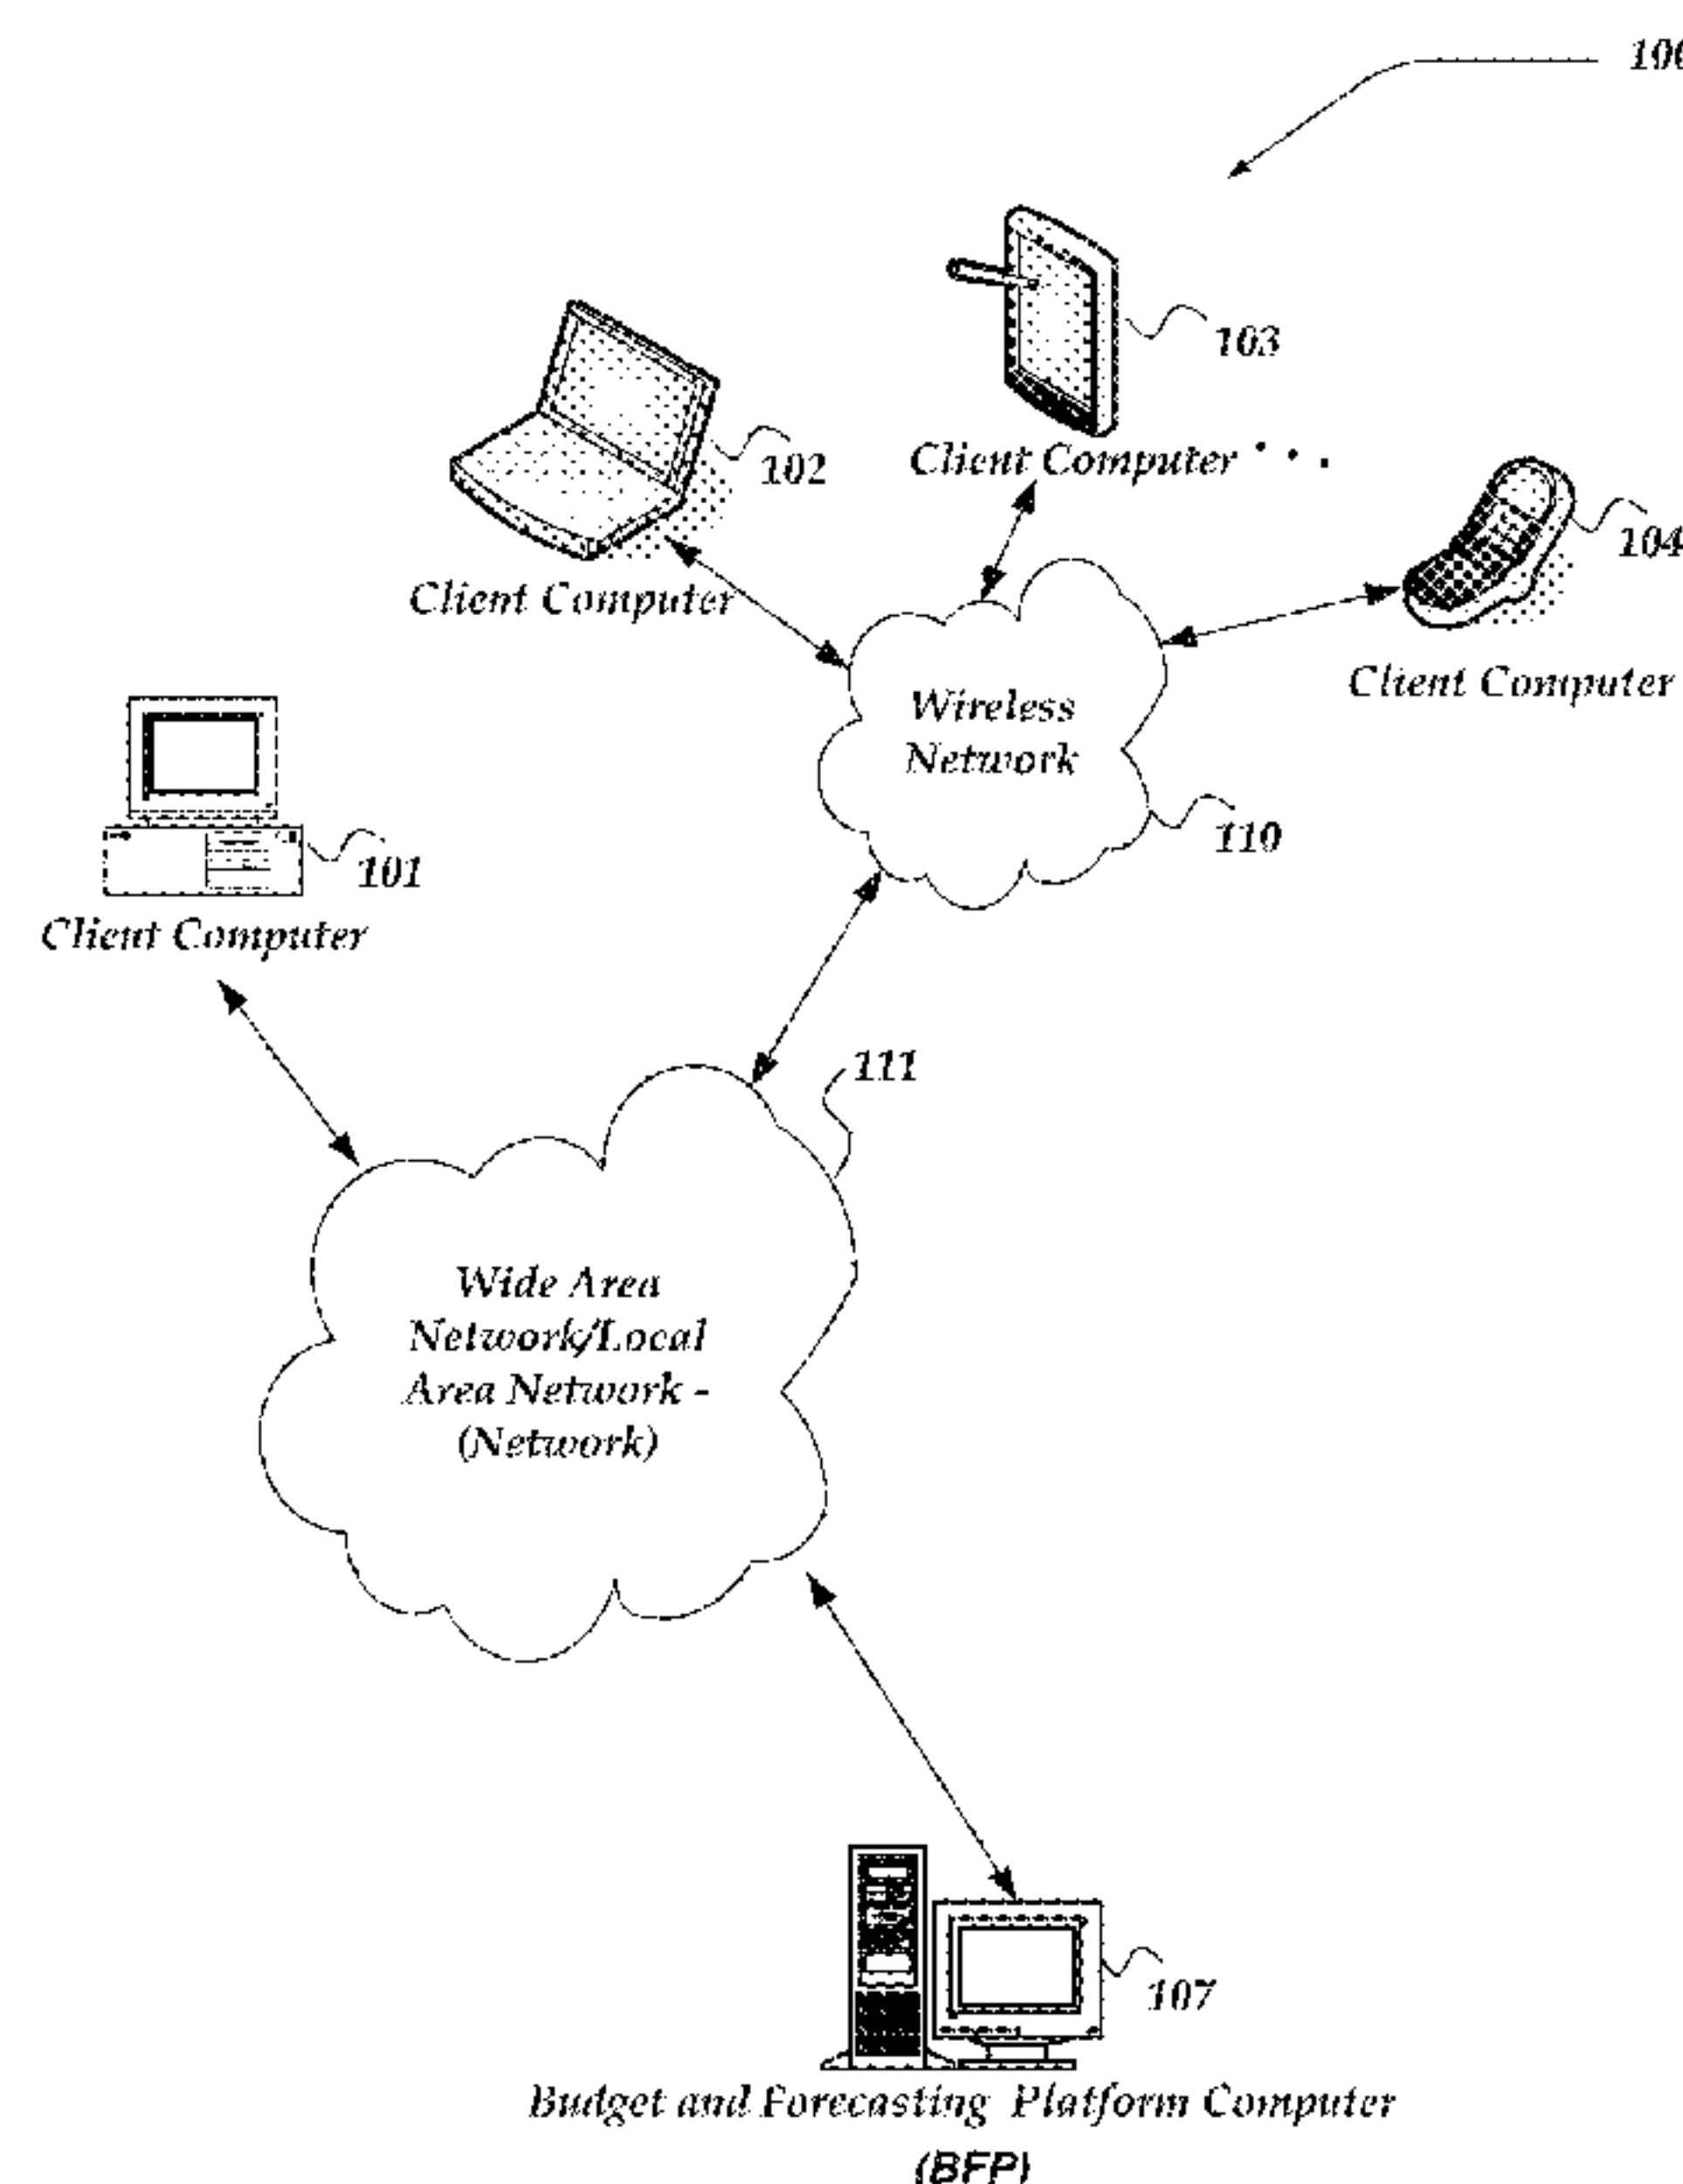 100
103
102
Client Computer . . .
104
Client Computer
Client Computer
Wireless
Network
110
101
Client Computer
111
Wide Area
Network/Local
Area Network -
(Network)
107
Budget and Forecasting Platform Computer
(BFP)